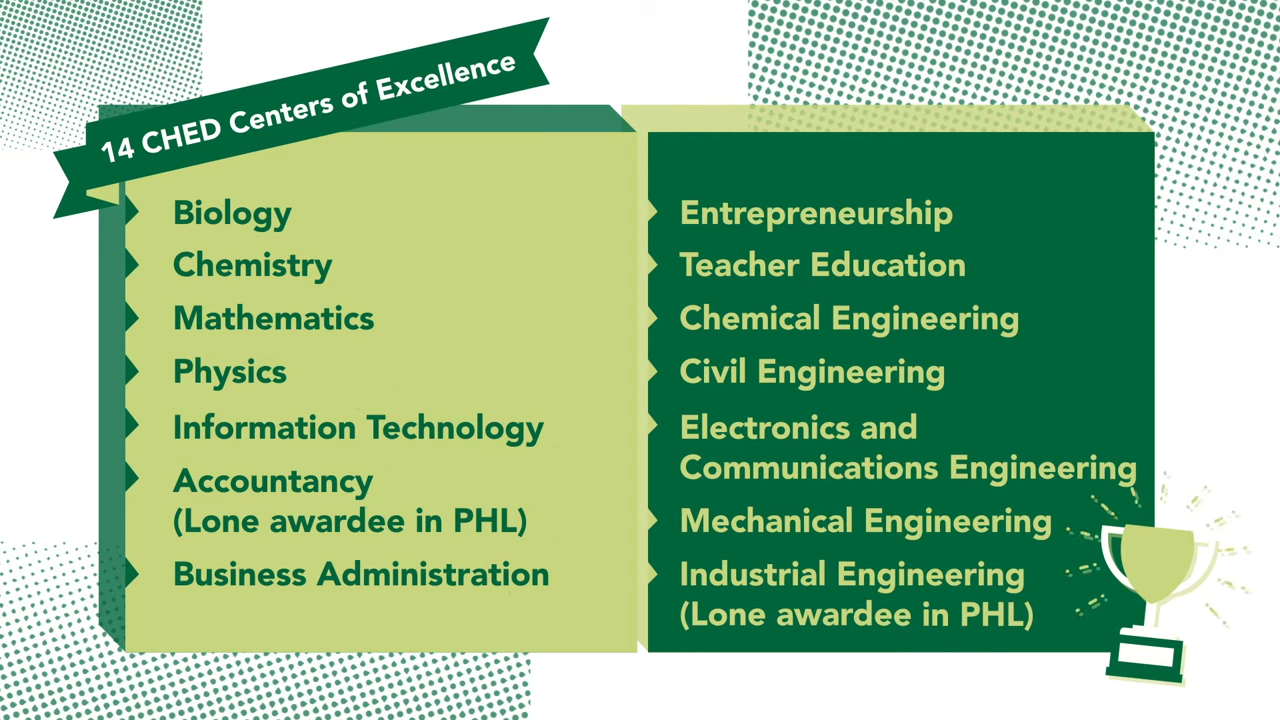 14 CHED Centers of Excellence
Biology
Chemistry
Mathematics
Physics
Information Technology
Accountancy
(Lone awardee in PHL)
Business Administration
Entrepreneurship
Teacher Education
Chemical Engineering
Civil Engineering
Electronics and
Communications Engineering
Mechanical Engineering
Industrial Engineering
(Lone awardee in PHL)